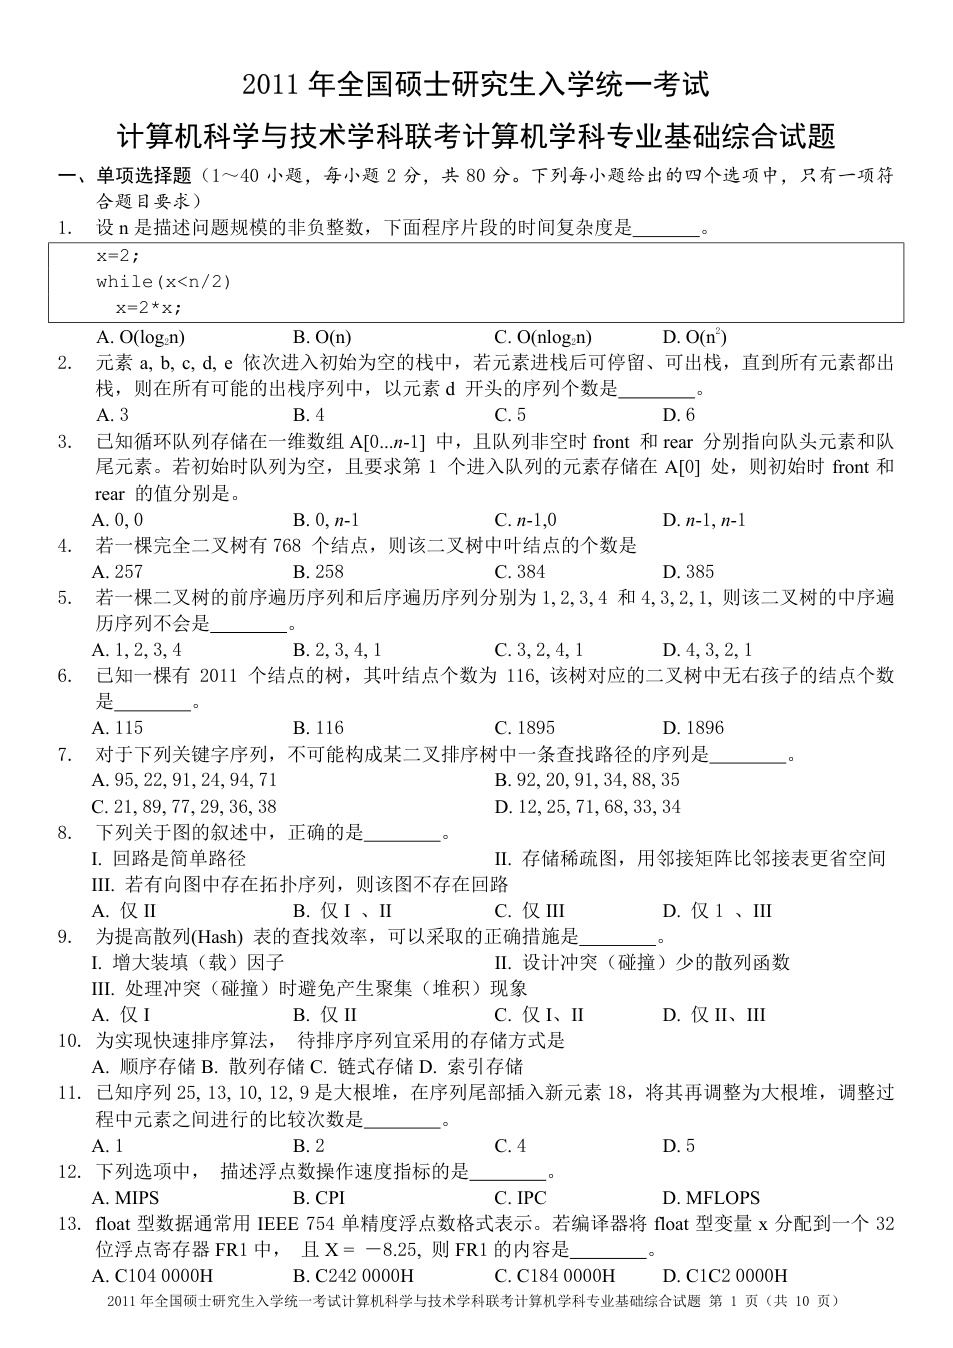 2011 年全国硕士研究生入学统一考试
计算机科学与技术学科联考计算机学科专业基础综合试题
一、单项选择题（1～40 小题，每小题 2 分，共 80 分。下列每小题给出的四个选项中，只有一项符
合题目要求）
1. 设 n 是描述问题规模的非负整数，下面程序片段的时间复杂度是_______。
x=2;
while(x<n/2)
x=2*x;
A. O(log₂n) B. O(n) C. O(nlog₂n) D. O(n²)
2. 元素 a, b, c, d, e 依次进入初始为空的栈中，若元素进栈后可停留、可出栈，直到所有元素都出
栈，则在所有可能的出栈序列中，以元素 d 开头的序列个数是________。
A. 3 B. 4 C. 5 D. 6
3. 已知循环队列存储在一维数组 A[0...n-1] 中，且队列非空时 front 和 rear 分别指向队头元素和队
尾元素。若初始时队列为空，且要求第 1 个进入队列的元素存储在 A[0] 处，则初始时 front 和
rear 的值分别是。
A. 0, 0 B. 0, n-1 C. n-1,0 D. n-1, n-1
4. 若一棵完全二叉树有 768 个结点，则该二叉树中叶结点的个数是
A. 257 B. 258 C. 384 D. 385
5. 若一棵二叉树的前序遍历序列和后序遍历序列分别为 1, 2, 3, 4 和 4, 3, 2, 1, 则该二叉树的中序遍
历序列不会是________。
A. 1, 2, 3, 4 B. 2, 3, 4, 1 C. 3, 2, 4, 1 D. 4, 3, 2, 1
6. 已知一棵有 2011 个结点的树，其叶结点个数为 116, 该树对应的二叉树中无右孩子的结点个数
是________。
A. 115 B. 116 C. 1895 D. 1896
7. 对于下列关键字序列，不可能构成某二叉排序树中一条查找路径的序列是________。
A. 95, 22, 91, 24, 94, 71 B. 92, 20, 91, 34, 88, 35
C. 21, 89, 77, 29, 36, 38 D. 12, 25, 71, 68, 33, 34
8. 下列关于图的叙述中，正确的是________。
I. 回路是简单路径 II. 存储稀疏图，用邻接矩阵比邻接表更省空间
III. 若有向图中存在拓扑序列，则该图不存在回路
A. 仅 II B. 仅 I 、II C. 仅 III D. 仅 1 、III
9. 为提高散列(Hash) 表的查找效率，可以采取的正确措施是________。
I. 增大装填（载）因子 II. 设计冲突（碰撞）少的散列函数
III. 处理冲突（碰撞）时避免产生聚集（堆积）现象
A. 仅 I B. 仅 II C. 仅 I、II D. 仅 II、III
10. 为实现快速排序算法， 待排序序列宜采用的存储方式是
A. 顺序存储 B. 散列存储 C. 链式存储 D. 索引存储
11. 已知序列 25, 13, 10, 12, 9 是大根堆，在序列尾部插入新元素 18，将其再调整为大根堆，调整过
程中元素之间进行的比较次数是________。
A. 1 B. 2 C. 4 D. 5
12. 下列选项中， 描述浮点数操作速度指标的是________。
A. MIPS B. CPI C. IPC D. MFLOPS
13. float 型数据通常用 IEEE 754 单精度浮点数格式表示。若编译器将 float 型变量 x 分配到一个 32
位浮点寄存器 FR1 中， 且 X = －8.25, 则 FR1 的内容是________。
A. C104 0000H B. C242 0000H C. C184 0000H D. C1C2 0000H
2011 年全国硕士研究生入学统一考试计算机科学与技术学科联考计算机学科专业基础综合试题 第 1 页（共 10 页）